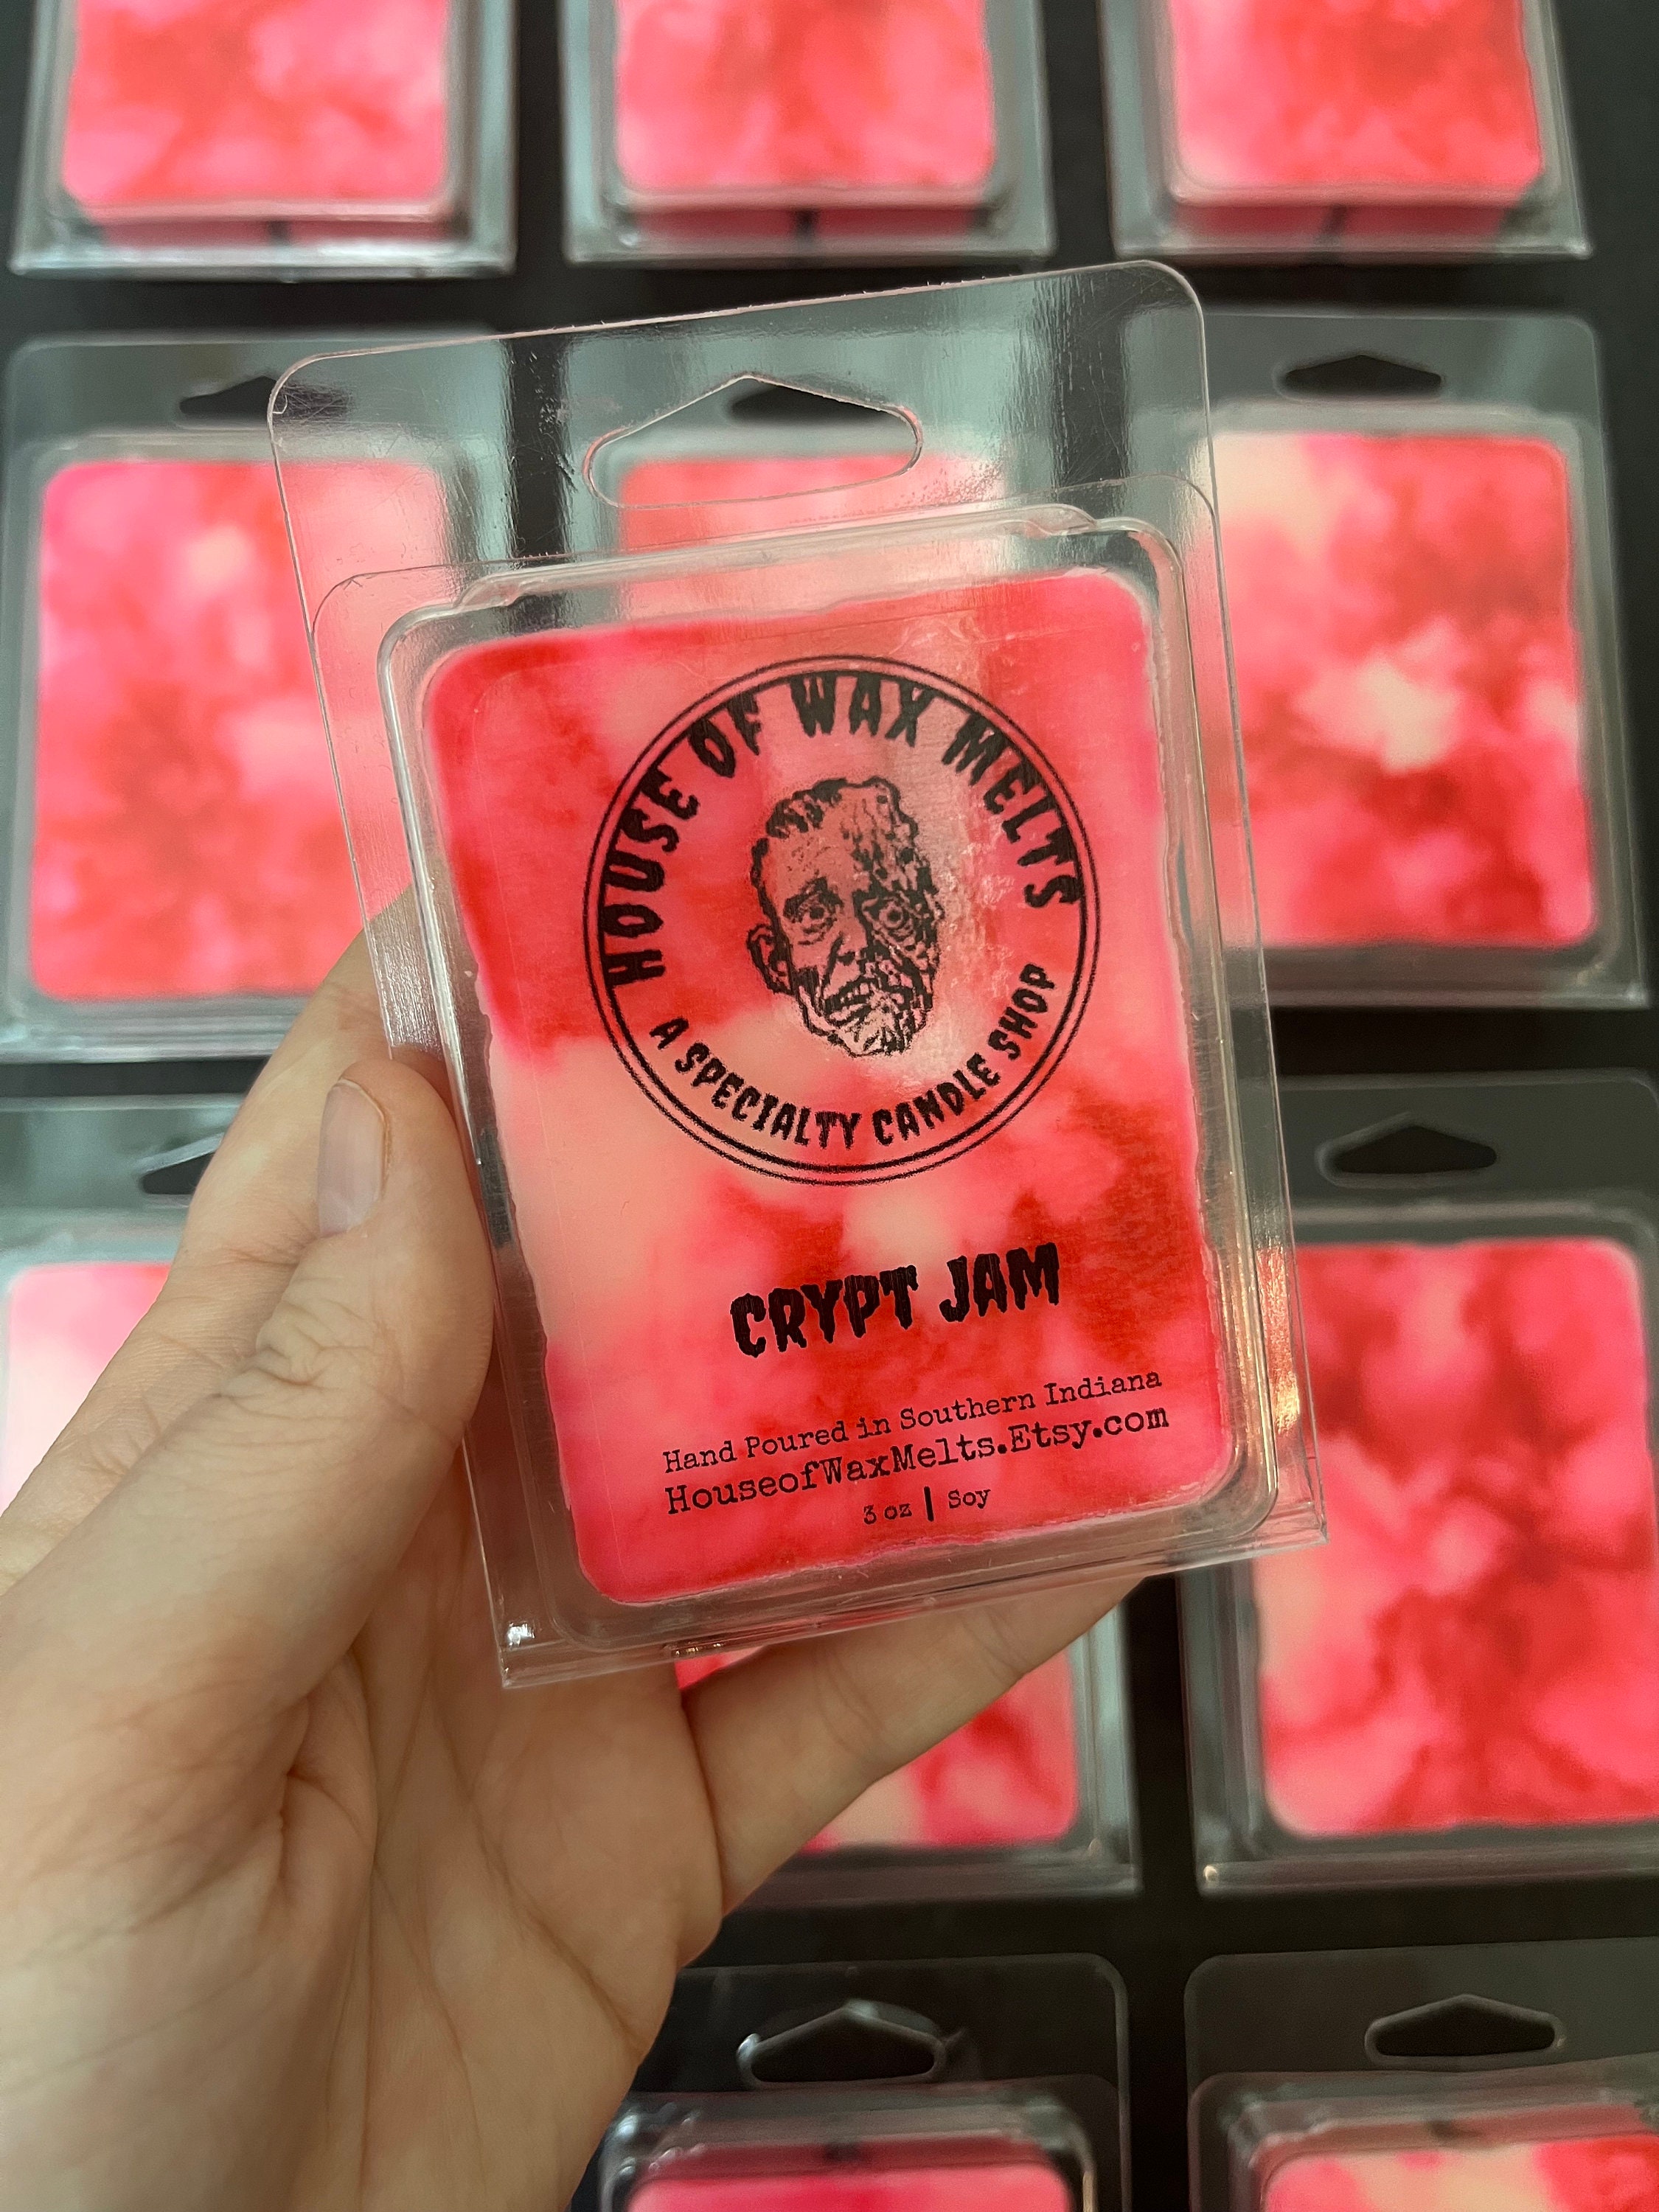 HOUSE OF WAX MELTS
A SPECIALTY CANDLE SHOP
CRYPT JAM
Hand Poured in Southern Indiana
HouseofWaxMelts.Etsy.com
3 oz | Soy